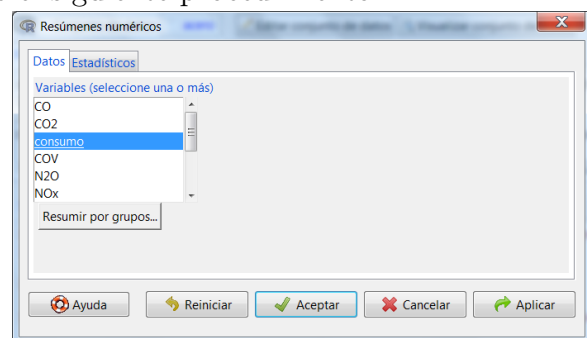 Resúmenes numéricos
Datos Estadísticos
Variables (seleccione una o más)
CO
CO2
consumo
COV
N2O
NOx
Resumir por grupos...
Ayuda Reiniciar Aceptar Cancelar Aplicar